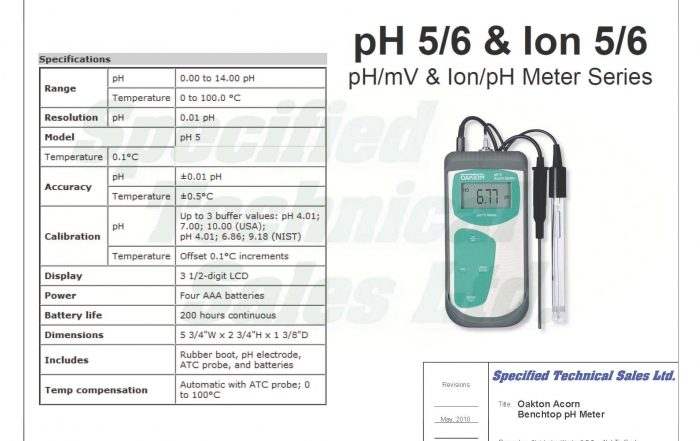 pH 5/6 & Ion 5/6
pH/mV & Ion/pH Meter Series
Specifications
Range
pH 0.00 to 14.00 pH
Temperature 0 to 100.0 °C
Resolution pH 0.01 pH
Model pH 5
Temperature 0.1°C
Accuracy
pH ±0.01 pH
Temperature ±0.5°C
Calibration
pH Up to 3 buffer values: pH 4.01;
7.00; 10.00 (USA);
pH 4.01; 6.86; 9.18 (NIST)
Temperature Offset 0.1°C increments
Display 3 1/2-digit LCD
Power Four AAA batteries
Battery life 200 hours continuous
Dimensions 5 3/4"W x 2 3/4"H x 1 3/8"D
Includes Rubber boot, pH electrode,
ATC probe, and batteries
Temp compensation Automatic with ATC probe; 0
to 100°C
Specified
Technical
Sales Ltd.
OAKTON
6.77
Revisions
May, 2010
Specified Technical Sales Ltd.
Title: Oakton Acorn
Benchtop pH Meter